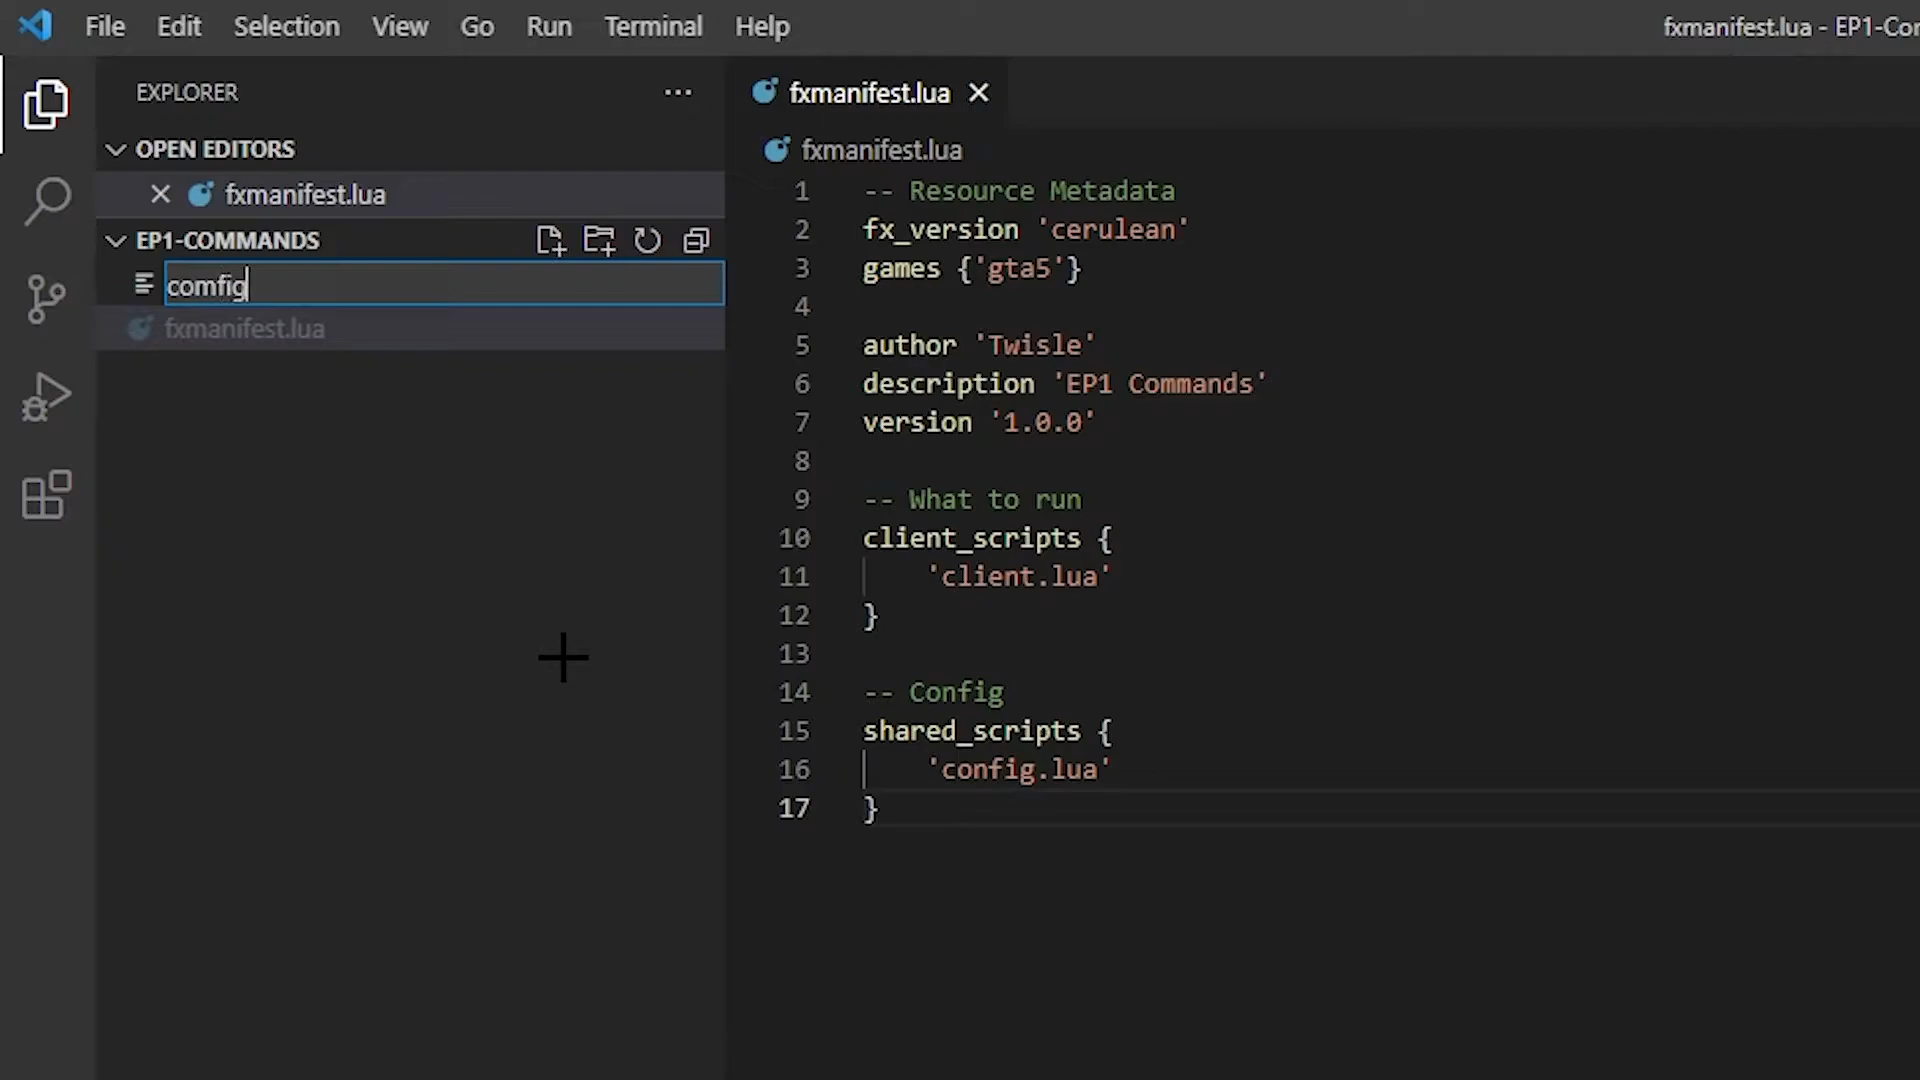 File Edit Selection View Go Run Terminal Help
fxmanifest.lua - EP1-Cor
EXPLORER
OPEN EDITORS
fxmanifest.lua
EP1-COMMANDS
comfig
fxmanifest.lua
fxmanifest.lua
fxmanifest.lua
1 -- Resource Metadata
2 fx_version 'cerulean'
3 games {'gta5'}
4
5 author 'Twisle'
6 description 'EP1 Commands'
7 version '1.0.0'
8
9 -- What to run
10 client_scripts {
11 'client.lua'
12 }
13
14 -- Config
15 shared_scripts {
16 'config.lua'
17 }